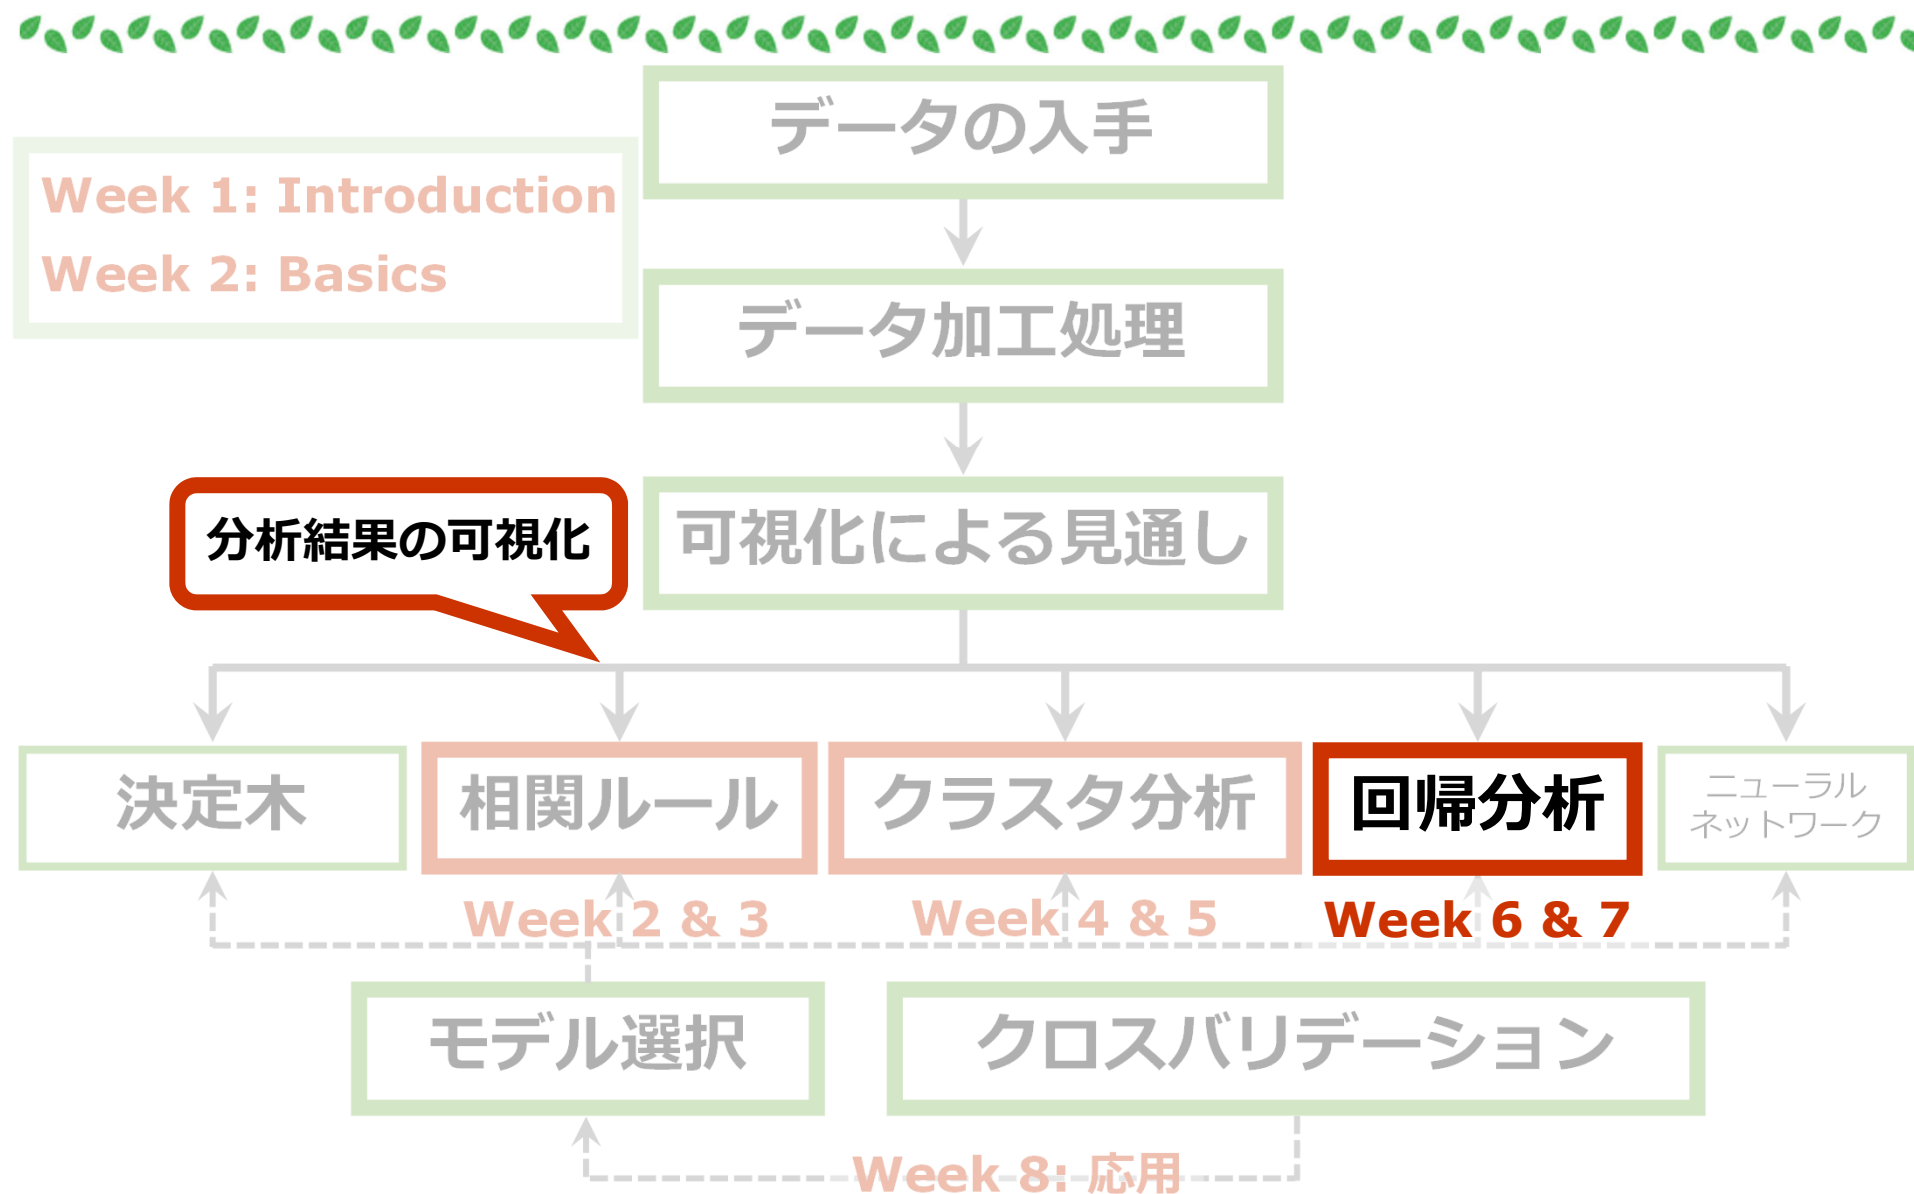 データの入手
Week 1: Introduction
Week 2: Basics
データ加工処理
分析結果の可視化
可視化による見通し
決定木
相関ルール
クラスタ分析
回帰分析
ニューラル
ネットワーク
Week 2 & 3
Week 4 & 5
Week 6 & 7
モデル選択
クロスバリデーション
Week 8: 応用